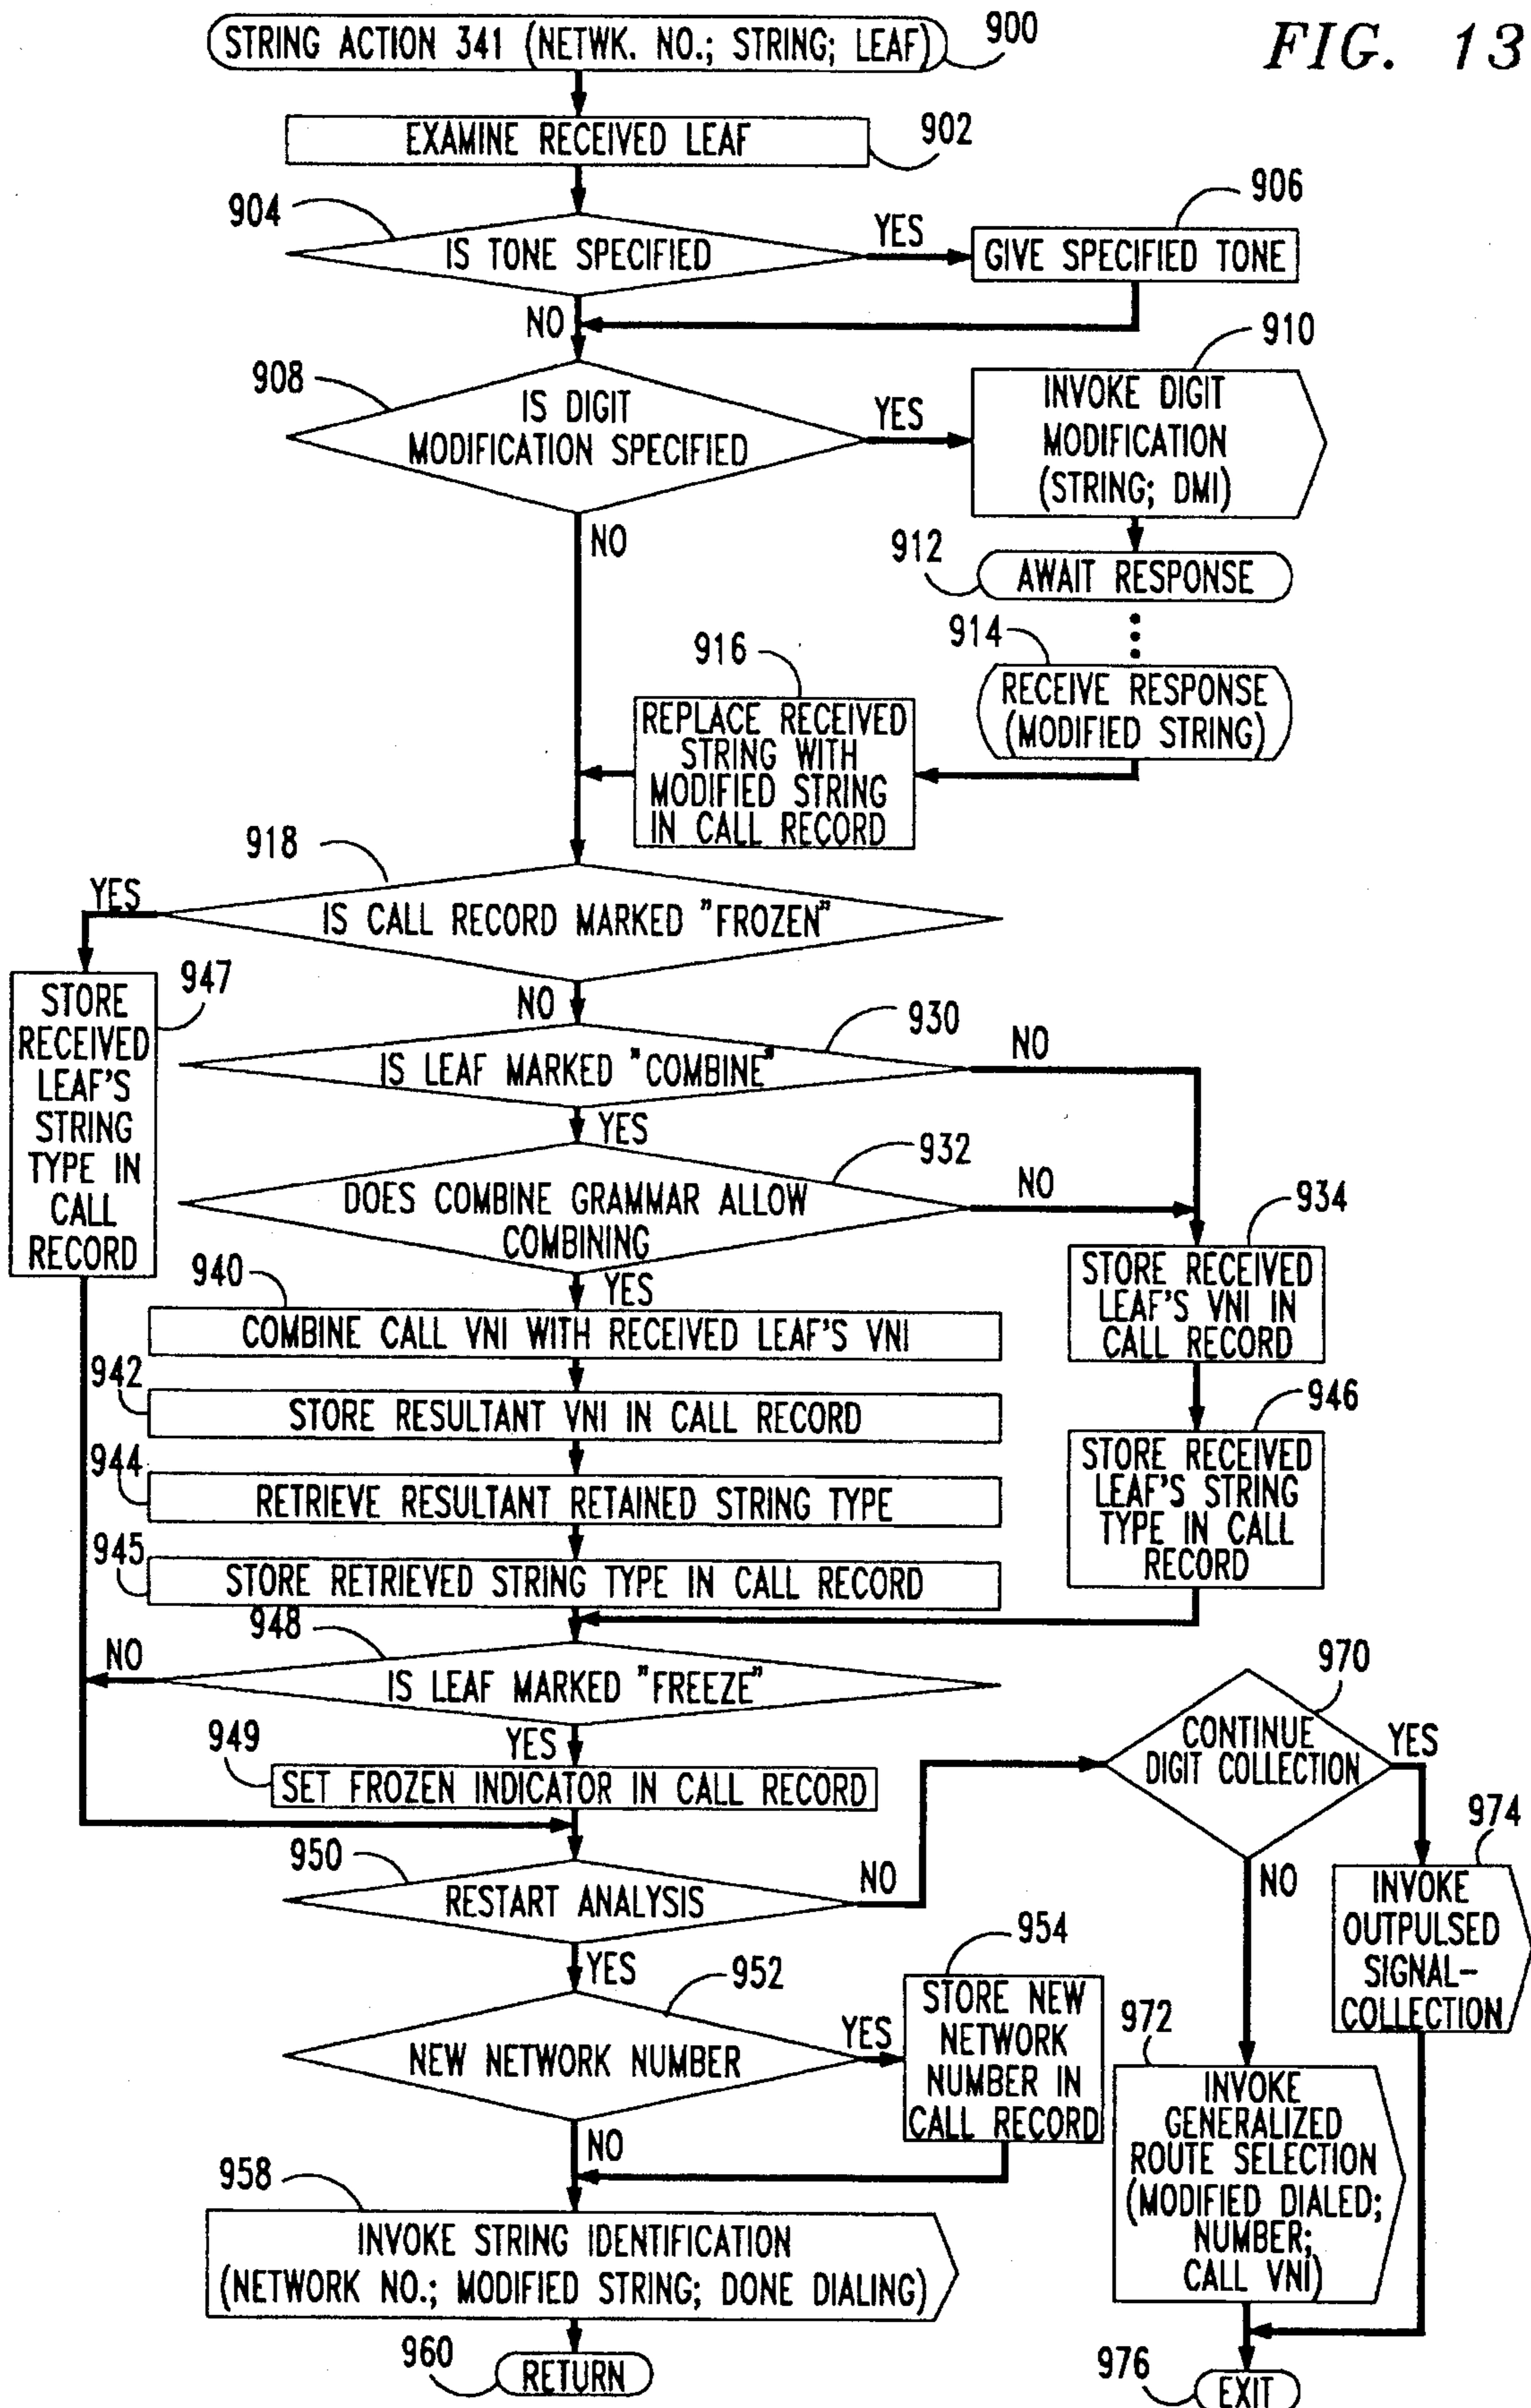 FIG. 13
STRING ACTION 341 (NETWK. NO.; STRING; LEAF)
900
EXAMINE RECEIVED LEAF
902
904
IS TONE SPECIFIED
YES
906
GIVE SPECIFIED TONE
NO
908
IS DIGIT
MODIFICATION SPECIFIED
YES
910
INVOKE DIGIT
MODIFICATION
(STRING; DMI)
NO
912
AWAIT RESPONSE
914
RECEIVE RESPONSE
(MODIFIED STRING)
916
REPLACE RECEIVED
STRING WITH
MODIFIED STRING
IN CALL RECORD
918
YES
IS CALL RECORD MARKED "FROZEN"
947
STORE
RECEIVED
LEAF'S
STRING
TYPE IN
CALL
RECORD
NO
930
IS LEAF MARKED "COMBINE"
NO
YES
932
DOES COMBINE GRAMMAR ALLOW
COMBINING
NO
934
STORE RECEIVED
LEAF'S VNI IN
CALL RECORD
YES
940
COMBINE CALL VNI WITH RECEIVED LEAF'S VNI
942
STORE RESULTANT VNI IN CALL RECORD
946
STORE RECEIVED
LEAF'S STRING
TYPE IN CALL
RECORD
944
RETRIEVE RESULTANT RETAINED STRING TYPE
945
STORE RETRIEVED STRING TYPE IN CALL RECORD
948
NO
IS LEAF MARKED "FREEZE"
YES
949
SET FROZEN INDICATOR IN CALL RECORD
970
CONTINUE
DIGIT COLLECTION
YES
974
INVOKE
OUTPULSED
SIGNAL-
COLLECTION
NO
950
RESTART ANALYSIS
NO
YES
952
NEW NETWORK NUMBER
YES
954
STORE NEW
NETWORK
NUMBER IN
CALL RECORD
NO
972
INVOKE
GENERALIZED
ROUTE SELECTION
(MODIFIED DIALED;
NUMBER;
CALL VNI)
958
INVOKE STRING IDENTIFICATION
(NETWORK NO.; MODIFIED STRING; DONE DIALING)
960
RETURN
976
EXIT